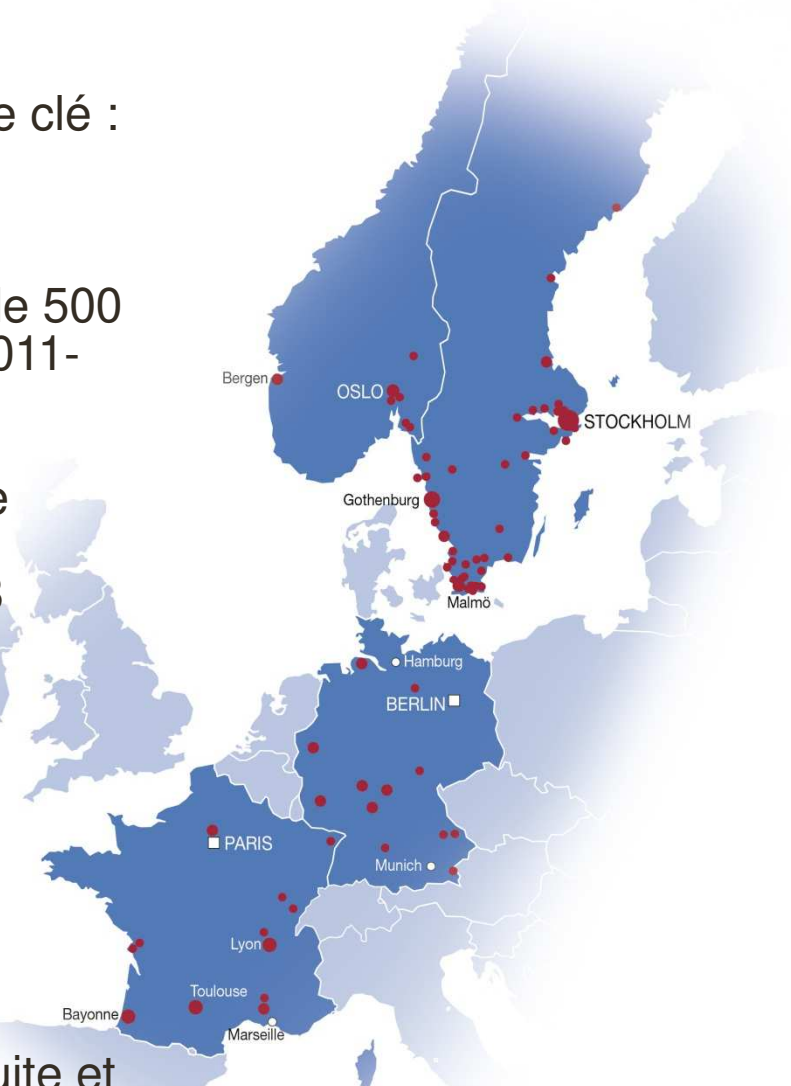 e clé :
le 500
011-
Bergen
OSLO
STOCKHOLM
e
Gothenburg
3
Malmö
Hamburg
BERLIN
PARIS
Munich
Lyon
Toulouse
Bayonne
Marseille
uite et